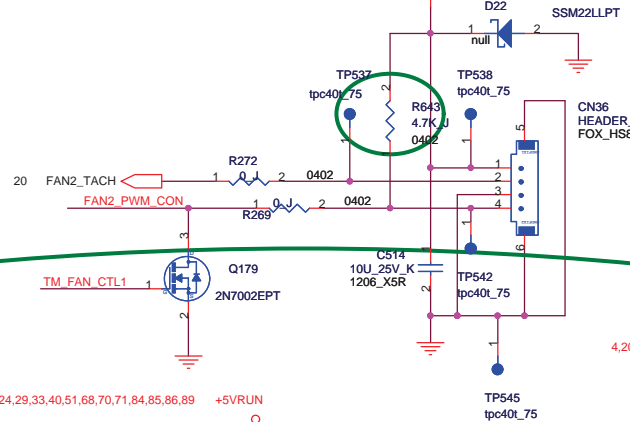 D22
SSM22LLPT
1
null
2
TP537
tpc40t_75
TP538
tpc40t_75
2
R643
4.7K_J
0402
CN36
HEADER_
FOX_HS8
5
1
1
R272
1
0_J
2
0402
1
2
3
4
20
FAN2_TACH
FAN2_PWM_CON
1
0_J
2
0402
R269
3
1
6
C514
10U_25V_K
1206_X5R
1
2
TP542
tpc40t_75
Q179
2N7002EPT
TM_FAN_CTL1
1
2
1
4,20
24,29,33,40,51,68,70,71,84,85,86,89
+5VRUN
TP545
tpc40t_75